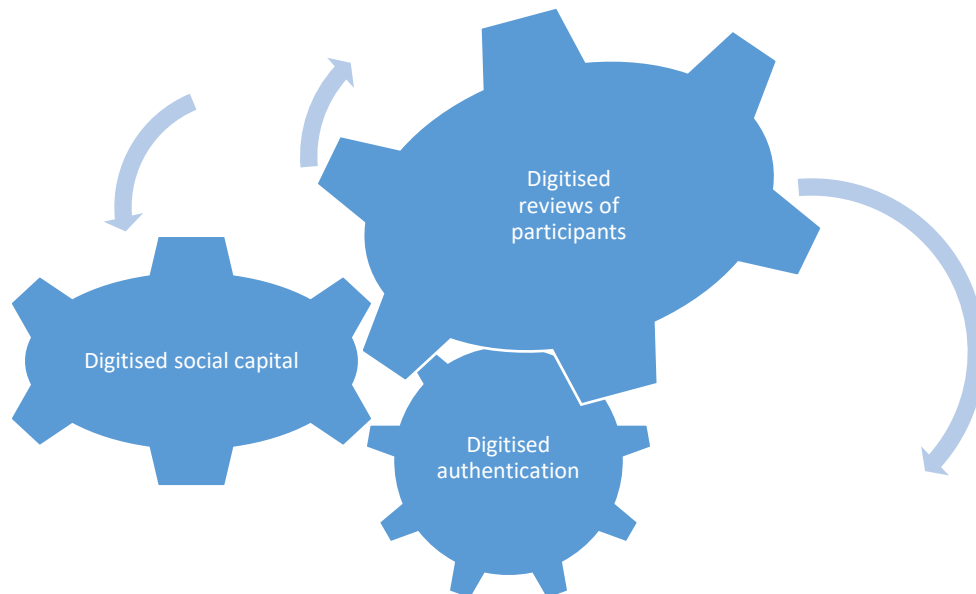 Digitised
reviews of
participants
Digitised social capital
Digitised
authentication